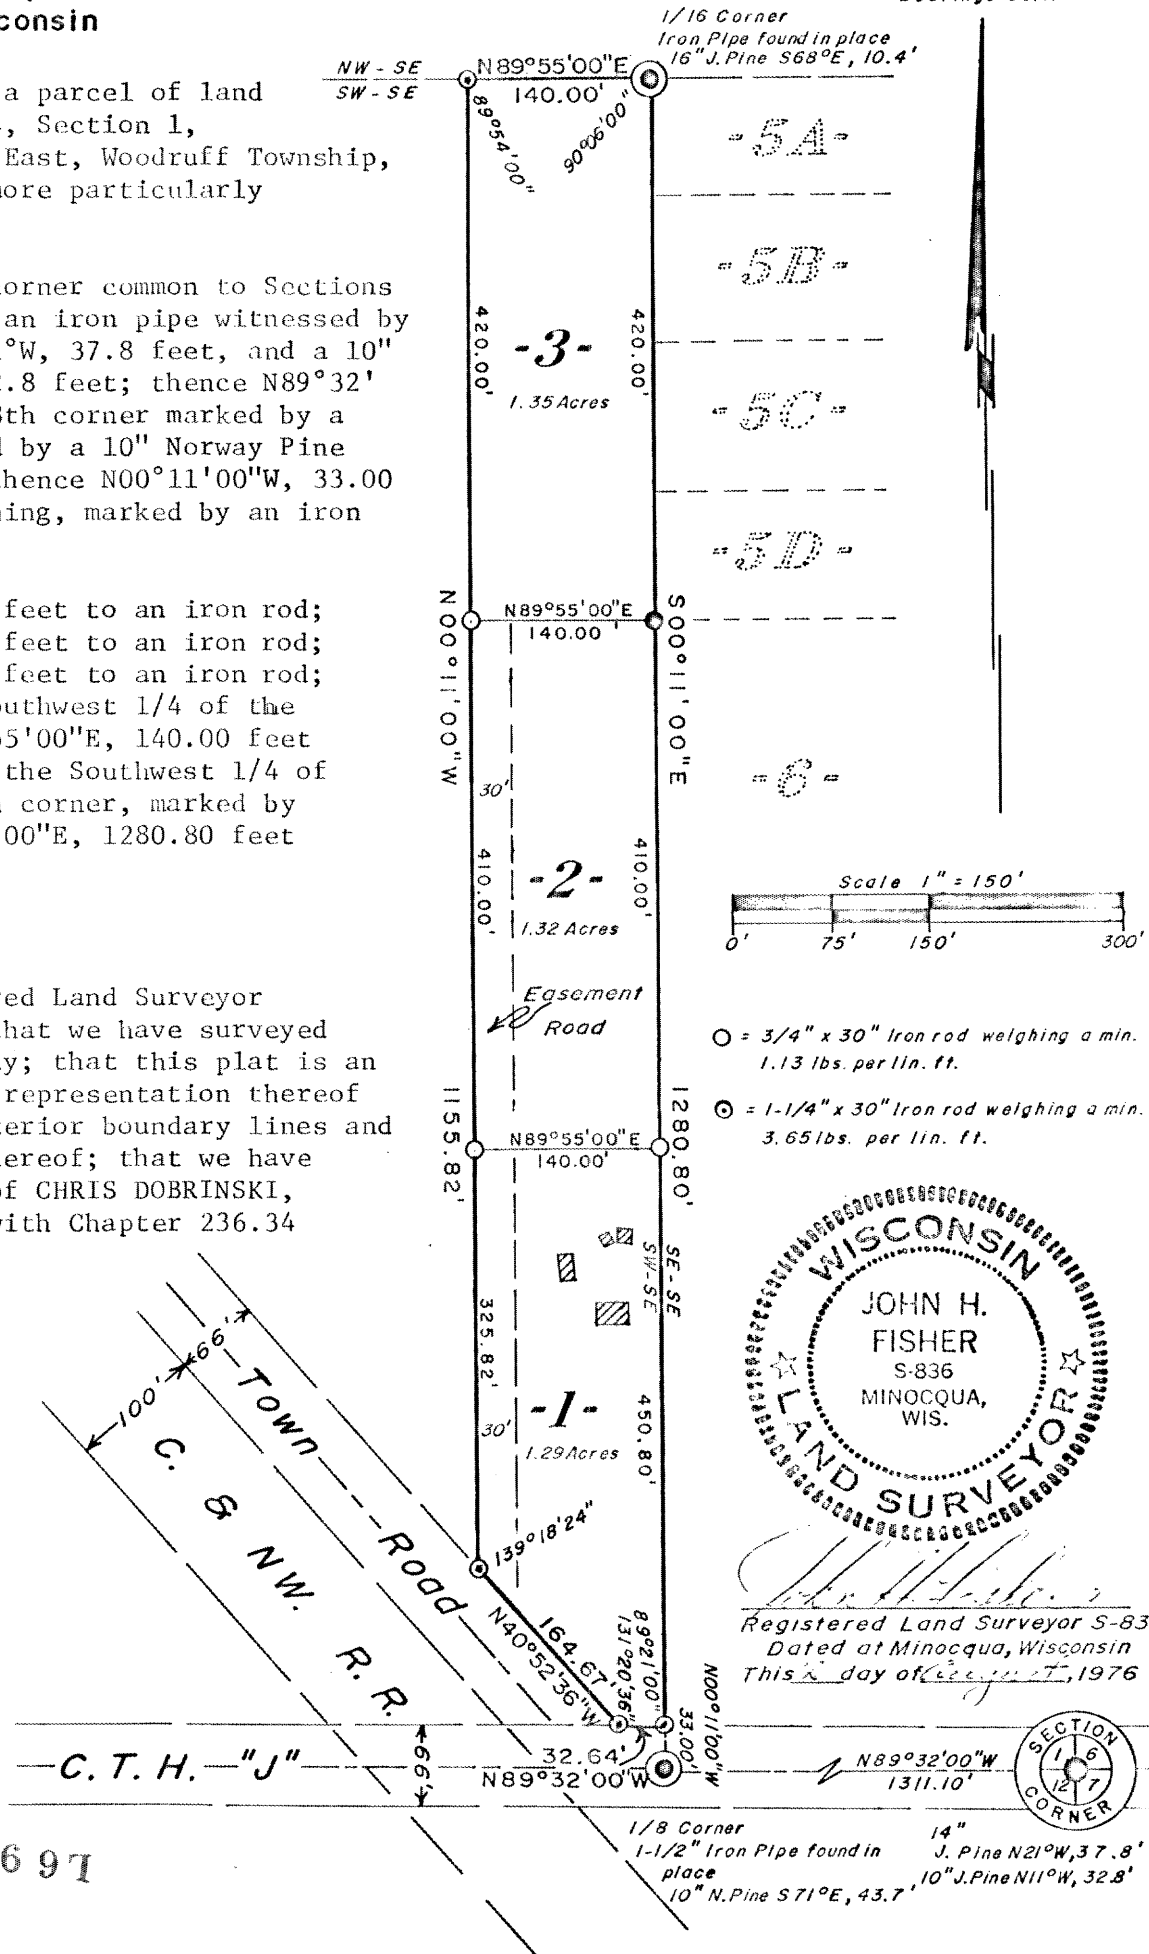 consin
a parcel of land
, Section 1,
East, Woodruff Township,
more particularly
corner common to Sections
an iron pipe witnessed by
°W, 37.8 feet, and a 10"
2.8 feet; thence N89°32'
8th corner marked by a
d by a 10" Norway Pine
thence N00°11'00"W, 33.00
ning, marked by an iron
feet to an iron rod;
feet to an iron rod;
feet to an iron rod;
outhwest 1/4 of the
55'00"E, 140.00 feet
the Southwest 1/4 of
corner, marked by
'00"E, 1280.80 feet
ed Land Surveyor
that we have surveyed
y; that this plat is an
representation thereof
terior boundary lines and
hereof; that we have
of CHRIS DOBRINSKI,
with Chapter 236.34
1/16 Corner
Iron Pipe found in place
16" J. Pine S68°E, 10.4'
NW - SE
SW - SE
N89°55'00"E
140.00'
89°54'00"
90°06'00"
-5A-
-5B-
-5C-
-5D-
-6-
420.00'
-3-
1.35 Acres
420.00'
N89°55'00"E
140.00'
N00°11'00"W
S00°11'00"E
30'
410.00'
-2-
1.32 Acres
410.00'
Easement
Road
1155.82'
1280.80'
N89°55'00"E
140.00'
SW-SE
SE-SE
325.82'
30'
-1-
1.29 Acres
450.80'
139°18'24"
164.67'
N40°52'36"W
131°20'36"
89°21'00"
N00°11'00"W
33.00'
32.64'
N89°32'00"W
66'
100'
Town Road
C. & NW. R. R.
C. T. H. "J"
66'
Scale 1" = 150'
0' 75' 150' 300'
= 3/4" x 30" Iron rod weighing a min.
1.13 lbs. per lin. ft.
= 1-1/4" x 30" Iron rod weighing a min.
3.65 lbs. per lin. ft.
WISCONSIN
JOHN H.
FISHER
S-836
MINOCQUA,
WIS.
LAND SURVEYOR
John H. Fisher
Registered Land Surveyor S-83
Dated at Minocqua, Wisconsin
This day of August, 1976
N89°32'00"W
1311.10'
SECTION
1 6
12 7
CORNER
1/8 Corner
1-1/2" Iron Pipe found in
place
10" N. Pine S71°E, 43.7'
14"
J. Pine N21°W, 37.8'
10" J. Pine N11°W, 32.8'
L69